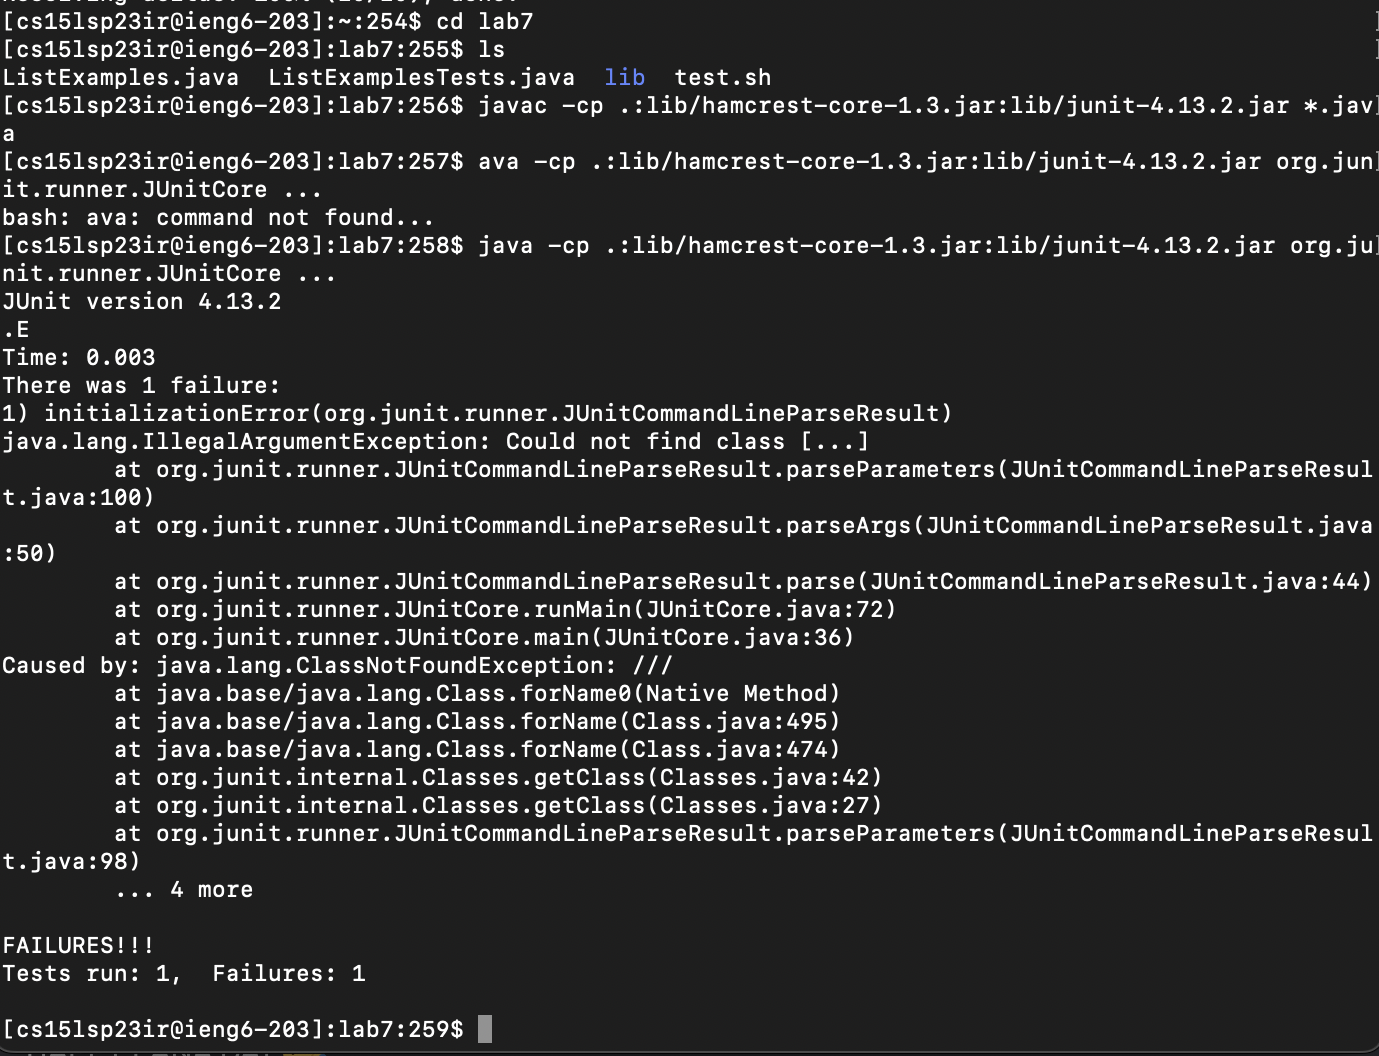 [cs15lsp23ir@ieng6-203]:~:254$ cd lab7
[cs15lsp23ir@ieng6-203]:lab7:255$ ls
ListExamples.java  ListExamplesTests.java  lib  test.sh
[cs15lsp23ir@ieng6-203]:lab7:256$ javac -cp .:lib/hamcrest-core-1.3.jar:lib/junit-4.13.2.jar *.jav
a
[cs15lsp23ir@ieng6-203]:lab7:257$ ava -cp .:lib/hamcrest-core-1.3.jar:lib/junit-4.13.2.jar org.jun
it.runner.JUnitCore ...
bash: ava: command not found...
[cs15lsp23ir@ieng6-203]:lab7:258$ java -cp .:lib/hamcrest-core-1.3.jar:lib/junit-4.13.2.jar org.ju
nit.runner.JUnitCore ...
JUnit version 4.13.2
.E
Time: 0.003
There was 1 failure:
1) initializationError(org.junit.runner.JUnitCommandLineParseResult)
java.lang.IllegalArgumentException: Could not find class [...]
        at org.junit.runner.JUnitCommandLineParseResult.parseParameters(JUnitCommandLineParseResul
t.java:100)
        at org.junit.runner.JUnitCommandLineParseResult.parseArgs(JUnitCommandLineParseResult.java
:50)
        at org.junit.runner.JUnitCommandLineParseResult.parse(JUnitCommandLineParseResult.java:44)
        at org.junit.runner.JUnitCore.runMain(JUnitCore.java:72)
        at org.junit.runner.JUnitCore.main(JUnitCore.java:36)
Caused by: java.lang.ClassNotFoundException: ///
        at java.base/java.lang.Class.forName0(Native Method)
        at java.base/java.lang.Class.forName(Class.java:495)
        at java.base/java.lang.Class.forName(Class.java:474)
        at org.junit.internal.Classes.getClass(Classes.java:42)
        at org.junit.internal.Classes.getClass(Classes.java:27)
        at org.junit.runner.JUnitCommandLineParseResult.parseParameters(JUnitCommandLineParseResul
t.java:98)
        ... 4 more
FAILURES!!!
Tests run: 1,  Failures: 1
[cs15lsp23ir@ieng6-203]:lab7:259$